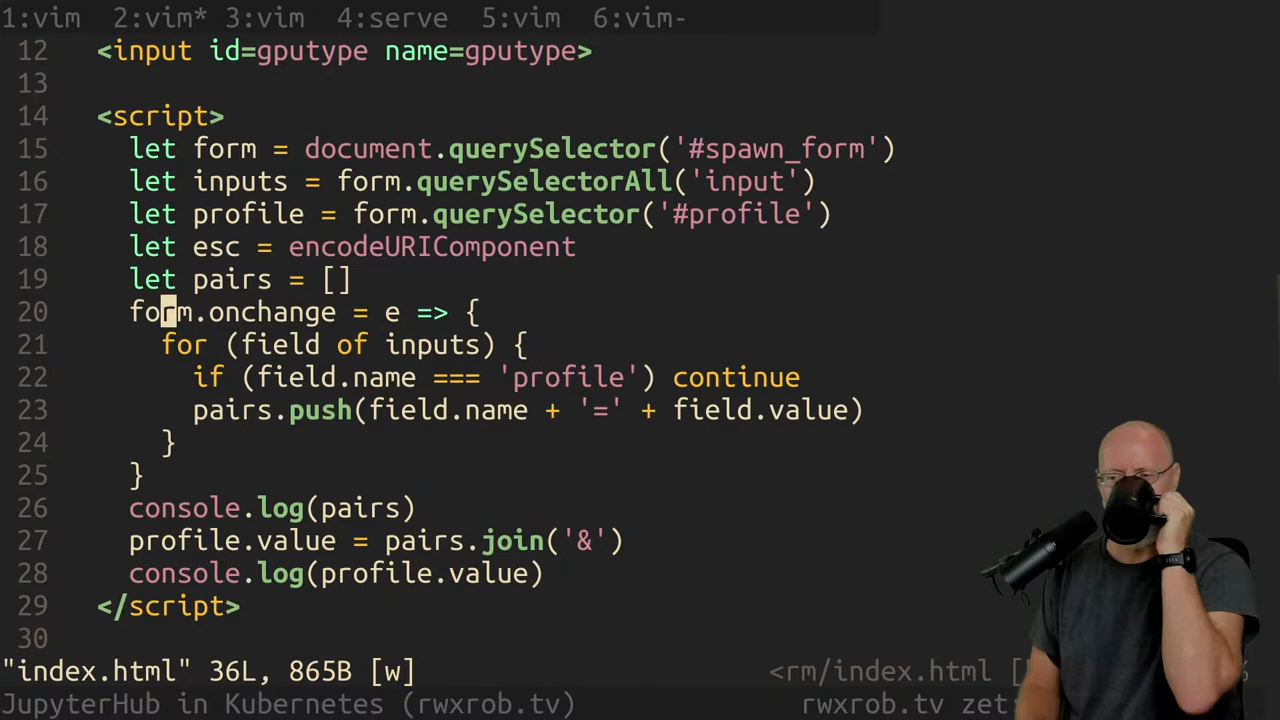 1:vim 2:vim* 3:vim 4:serve 5:vim 6:vim-
12 <input id=gputype name=gputype>
13
14 <script>
15 let form = document.querySelector('#spawn_form')
16 let inputs = form.querySelectorAll('input')
17 let profile = form.querySelector('#profile')
18 let esc = encodeURIComponent
19 let pairs = []
20 form.onchange = e => {
21 for (field of inputs) {
22 if (field.name === 'profile') continue
23 pairs.push(field.name + '=' + field.value)
24 }
25 }
26 console.log(pairs)
27 profile.value = pairs.join('&')
28 console.log(profile.value)
29 </script>
30
"index.html" 36L, 865B [w] <rm/index.html [
JupyterHub in Kubernetes (rwxrob.tv) rwxrob.tv zet: